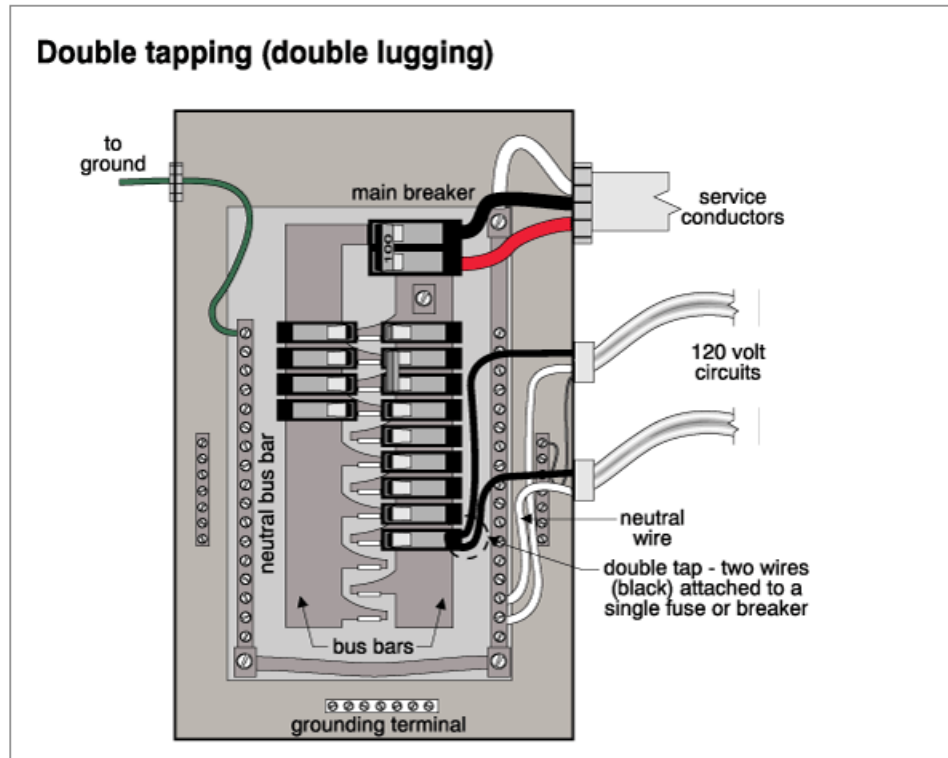 Double tapping (double lugging)
to
ground
main breaker
service
conductors
100
120 volt
circuits
neutral bus bar
neutral
wire
double tap - two wires
(black) attached to a
single fuse or breaker
bus bars
grounding terminal